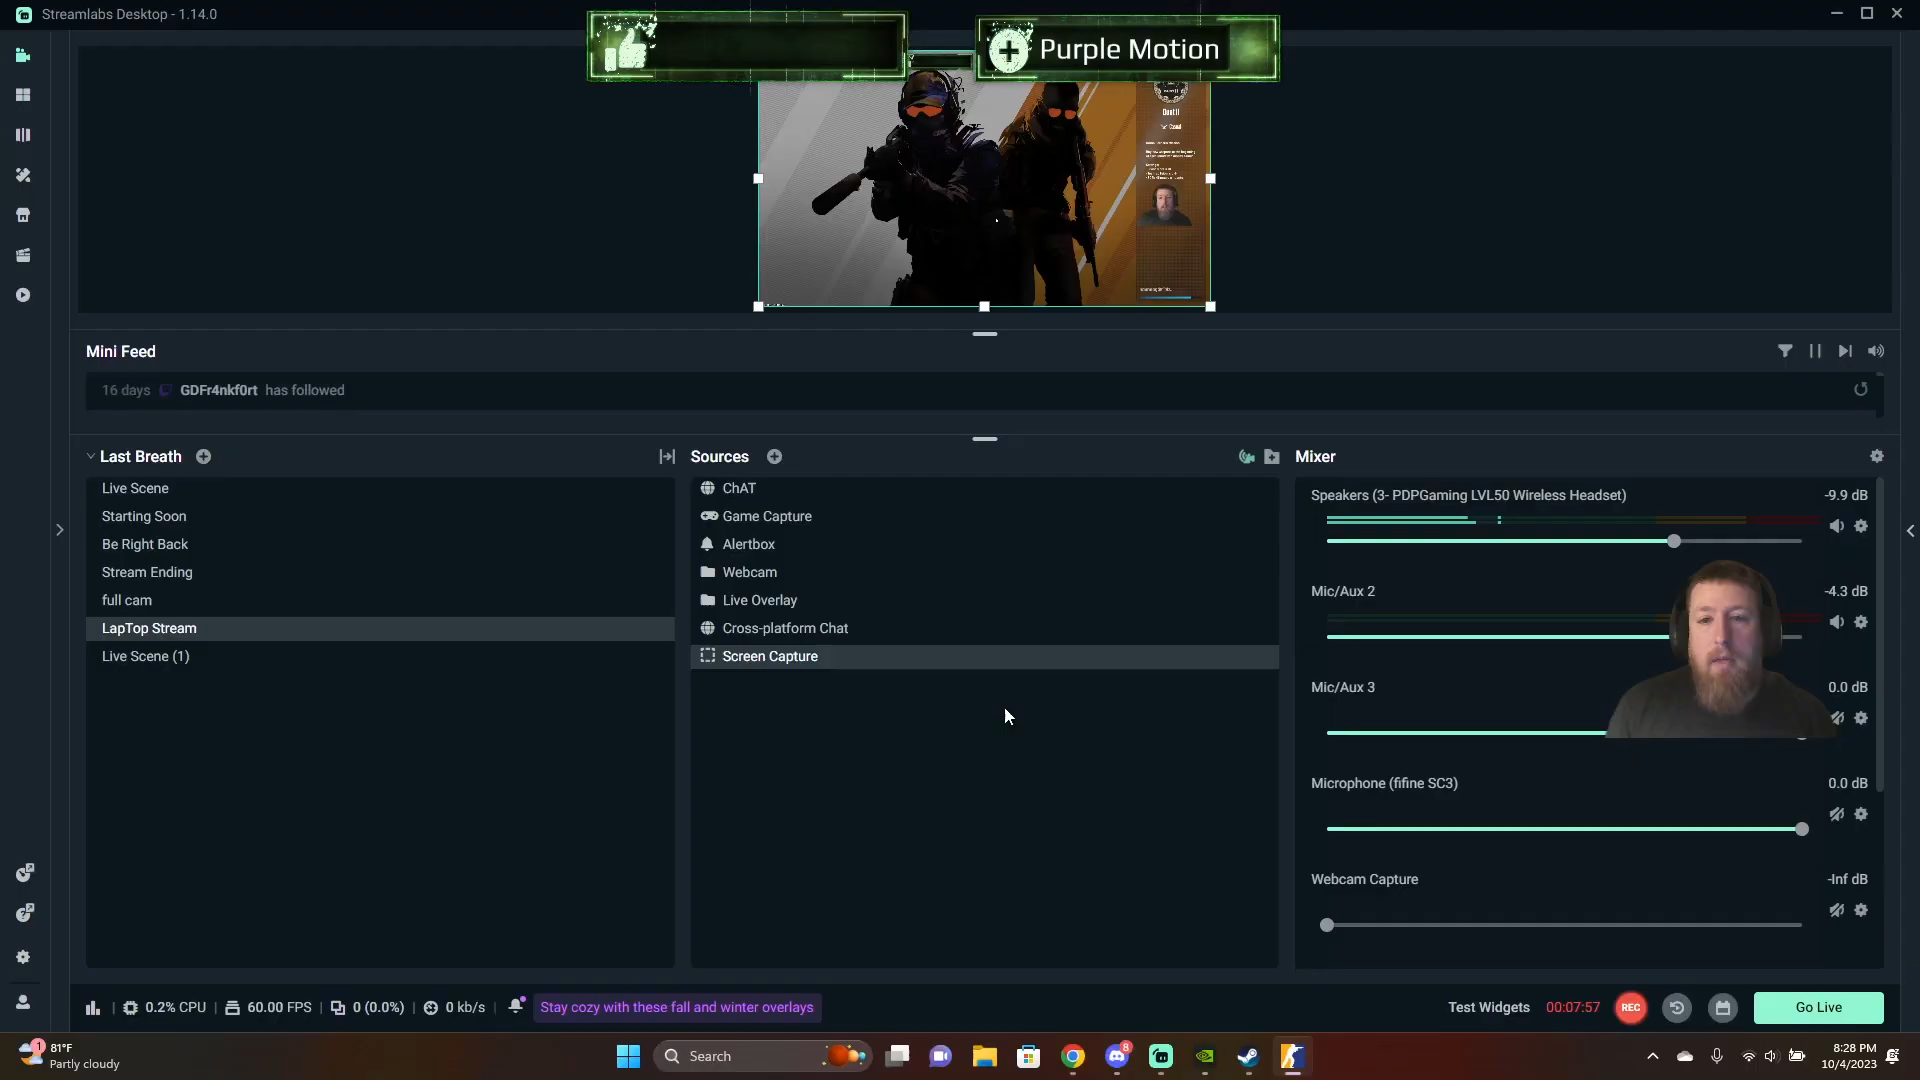 Streamlabs Desktop - 1.14.0
Purple Motion
Mini Feed
16 days GDFr4nkf0rt has followed
Last Breath
Live Scene
Starting Soon
Be Right Back
Stream Ending
full cam
LapTop Stream
Live Scene (1)
Sources
ChAT
Game Capture
Alertbox
Webcam
Live Overlay
Cross-platform Chat
Screen Capture
Mixer
Speakers (3- PDPGaming LVL50 Wireless Headset) -9.9 dB
Mic/Aux 2 -4.3 dB
Mic/Aux 3 0.0 dB
Microphone (fifine SC3) 0.0 dB
Webcam Capture -Inf dB
0.2% CPU 60.00 FPS 0 (0.0%) 0 kb/s Stay cozy with these fall and winter overlays Test Widgets 00:07:57 REC Go Live
1 81°F
Partly cloudy
Search
8
8:28 PM
10/4/2023